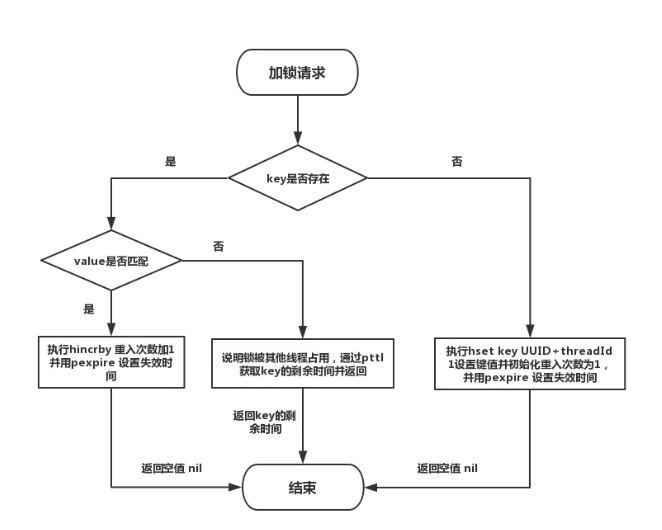 加锁请求
是
否
key是否存在
否
value是否匹配
是
执行hincrby 重入次数加1
并用pexpire 设置失效时
间
说明锁被其他线程占用，通过pttl
获取key的剩余时间并返回
执行hset key UUID+threadId
1设置键值并初始化重入次数为1，
并用pexpire 设置失效时间
返回key的剩
余时间
返回空值 nil
返回空值 nil
结束